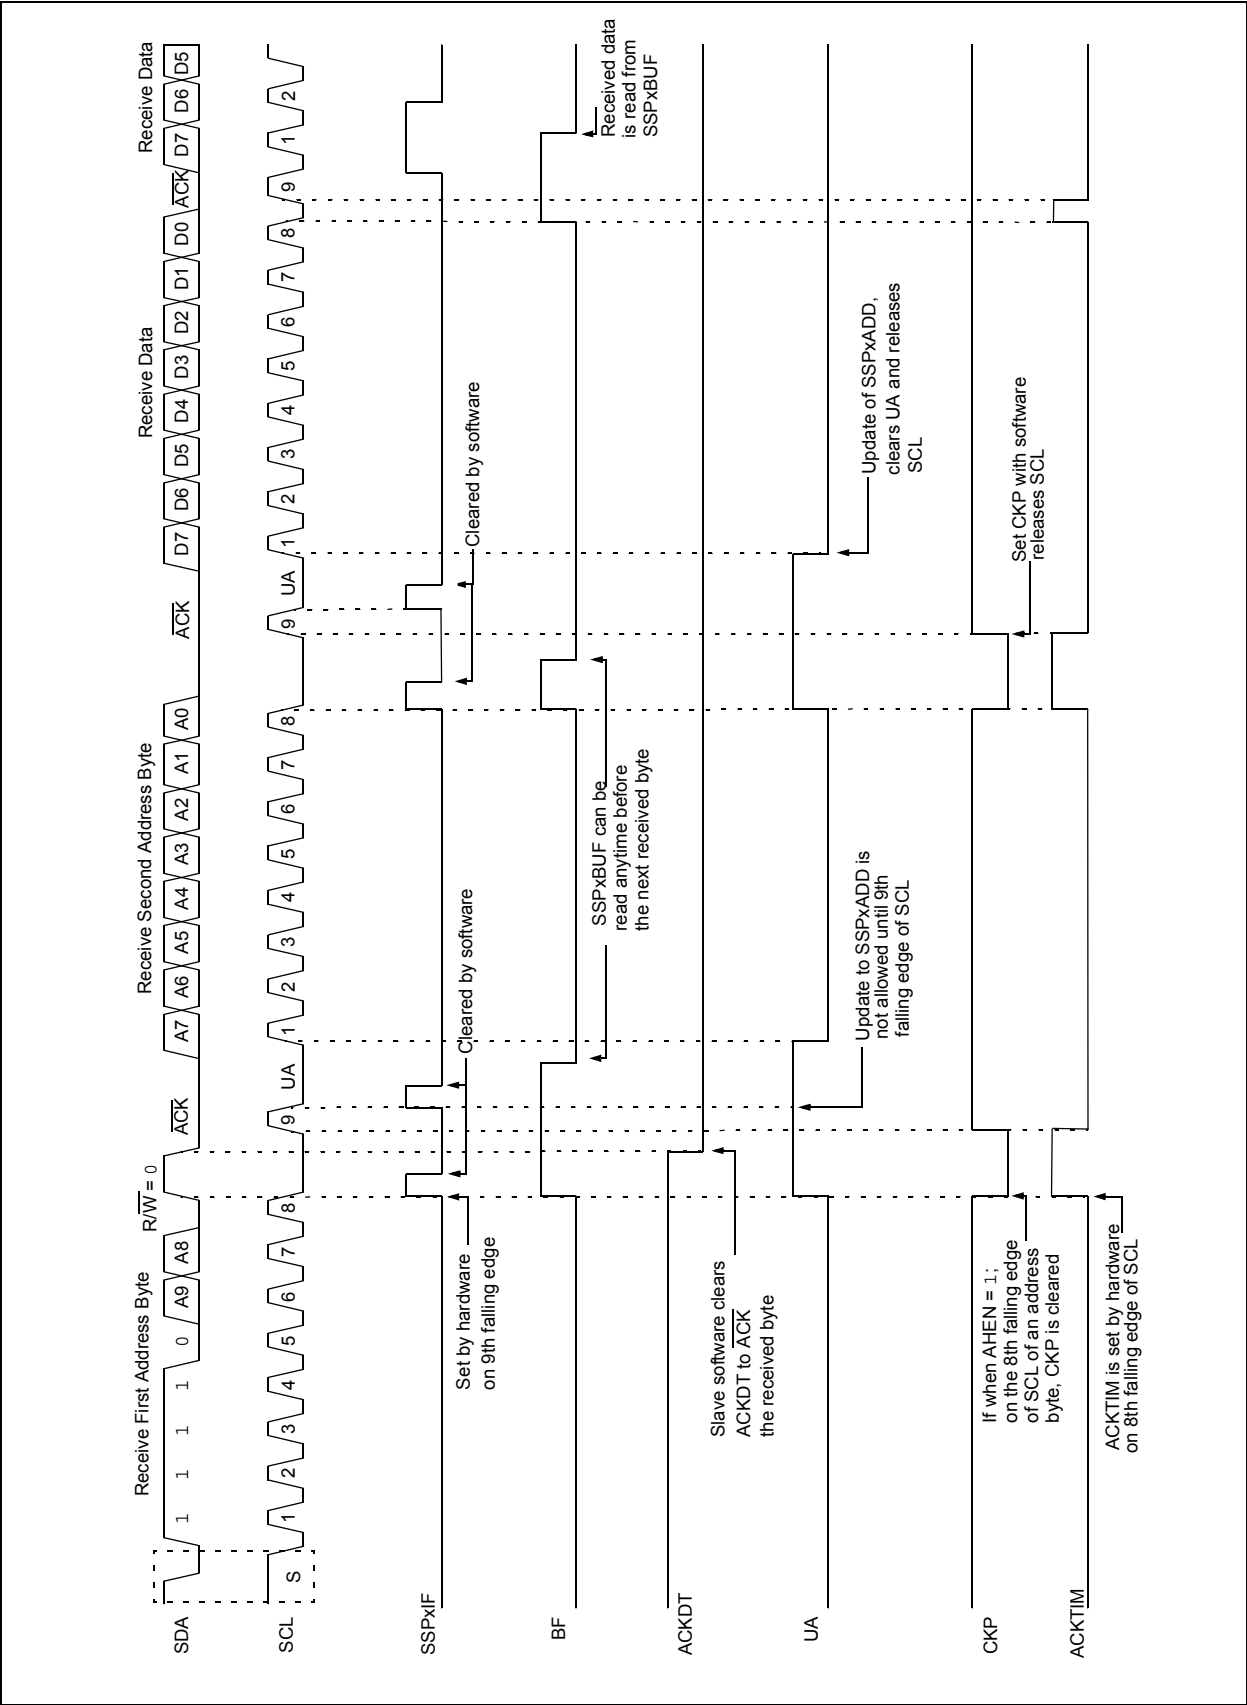 Receive First Address Byte
R/W = 0
Receive Second Address Byte
Receive Data
Receive Data
SDA
1 1 1 1 0 A9 A8 ACK A7 A6 A5 A4 A3 A2 A1 A0 ACK D7 D6 D5 D4 D3 D2 D1 D0 ACK D7 D6 D5
SCL
S 1 2 3 4 5 6 7 8 9 UA 1 2 3 4 5 6 7 8 9 UA 1 2 3 4 5 6 7 8 9 1 2
SSPxIF
Set by hardware
on 9th falling edge
Cleared by software
Cleared by software
BF
SSPxBUF can be
read anytime before
the next received byte
Received data
is read from
SSPxBUF
ACKDT
Slave software clears
ACKDT to ACK
the received byte
UA
Update to SSPxADD is
not allowed until 9th
falling edge of SCL
Update of SSPxADD,
clears UA and releases
SCL
CKP
If when AHEN = 1;
on the 8th falling edge
of SCL of an address
byte, CKP is cleared
Set CKP with software
releases SCL
ACKTIM
ACKTIM is set by hardware
on 8th falling edge of SCL